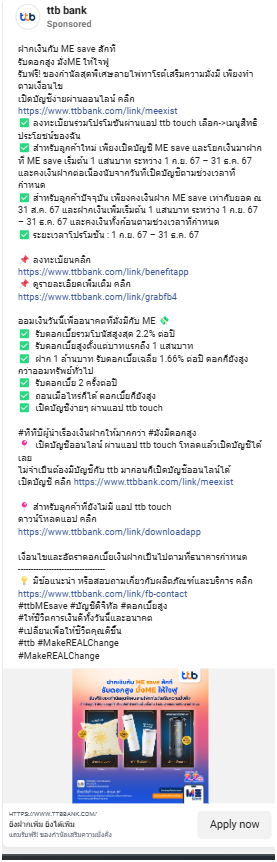 ttb bank
Sponsored
ฝากเงินกับ ME save สักที
รับดอกสูง มั่งME ให้ใจฟู
รับฟรี! ของกำนัลสุดพิเศษลายไพ่ทาโรต์เสริมความมั่งมี เพียงทำ
ตามเงื่อนไข
เปิดบัญชีง่ายผ่านออนไลน์ คลิก
https://www.ttbbank.com/link/meexist
✅ ลงทะเบียนร่วมโปรโมชันผ่านแอป ttb touch เลือก->เมนูสิทธิ
ประโยชน์ของฉัน
✅ สำหรับลูกค้าใหม่ เพียงเปิดบัญชี ME save และโยกเงินมาฝาก
ที่ ME save เริ่มต้น 1 แสนบาท ระหว่าง 1 ก.ย. 67 – 31 ธ.ค. 67
และคงเงินฝากต่อเนื่องนับจากวันที่เปิดบัญชีตามช่วงเวลาที่
กำหนด
✅ สำหรับลูกค้าปัจจุบัน เพียงคงเงินฝาก ME save เท่ากับยอด ณ
31 ส.ค. 67 และฝากเงินเพิ่มเริ่มต้น 1 แสนบาท ระหว่าง 1 ก.ย. 67
– 31 ธ.ค. 67 และคงเงินทั้งก้อนตามช่วงเวลาที่กำหนด
✅ ระยะเวลาโปรโมชัน : 1 ก.ย. 67 – 31 ธ.ค. 67
📌 ลงทะเบียนคลิก
https://www.ttbbank.com/link/benefitapp
📌 ดูรายละเอียดเพิ่มเติม คลิก
https://www.ttbbank.com/link/grabfb4
ออมเงินวันนี้เพื่ออนาคตที่มั่งมีกับ ME 💸
✅ รับดอกเบี้ยรวมโบนัสสูงสุด 2.2% ต่อปี
✅ รับดอกเบี้ยสูงตั้งแต่บาทแรกถึง 1 แสนบาท
✅ ฝาก 1 ล้านบาท รับดอกเบี้ยเฉลี่ย 1.66% ต่อปี ดอกก็ยังสูง
กว่าออมทรัพย์ทั่วไป
✅ รับดอกเบี้ย 2 ครั้งต่อปี
✅ ถอนเมื่อไหร่ก็ได้ ดอกเบี้ยก็ยังสูง
✅ เปิดบัญชีง่ายๆ ผ่านแอป ttb touch
#ทีทีบีผู้นำเรื่องเงินฝากให้มากกว่า #มั่งมีดอกสูง
📍 เปิดบัญชีออนไลน์ ผ่านแอป ttb touch โหลดแล้วเปิดบัญชีได้
เลย
ไม่จำเป็นต้องมีบัญชีกับ ttb มาก่อนก็เปิดบัญชีออนไลน์ได้
เปิดบัญชี คลิก https://www.ttbbank.com/link/meexist
📍 สำหรับลูกค้าที่ยังไม่มี แอป ttb touch
ดาวน์โหลดแอป คลิก
https://www.ttbbank.com/link/downloadapp
เงื่อนไขและอัตราดอกเบี้ยเงินฝากเป็นไปตามที่ธนาคารกำหนด
----------------------------------
💡 มีข้อแนะนำ หรือสอบถามเกี่ยวกับผลิตภัณฑ์และบริการ คลิก
https://www.ttbbank.com/link/fb-contact
#ttbMEsave #บัญชีดิจิทัล #ดอกเบี้ยสูง
#ให้ชีวิตการเงินดีทั้งวันนี้และอนาคต
#เปลี่ยนเพื่อให้ชีวิตคุณดีขึ้น
#ttb #MakeREALChange
#MakeREALChange
ttb
ฝากเงินกับ ME save สักที
รับดอกสูง มั่งME ให้ใจฟู
HTTPS://WWW.TTBBANK.COM/
ยิ่งฝากเพิ่ม ยิ่งได้เพิ่ม
แถมรับฟรี! ของกำนัลเสริมความมั่งคั่ง
Apply now